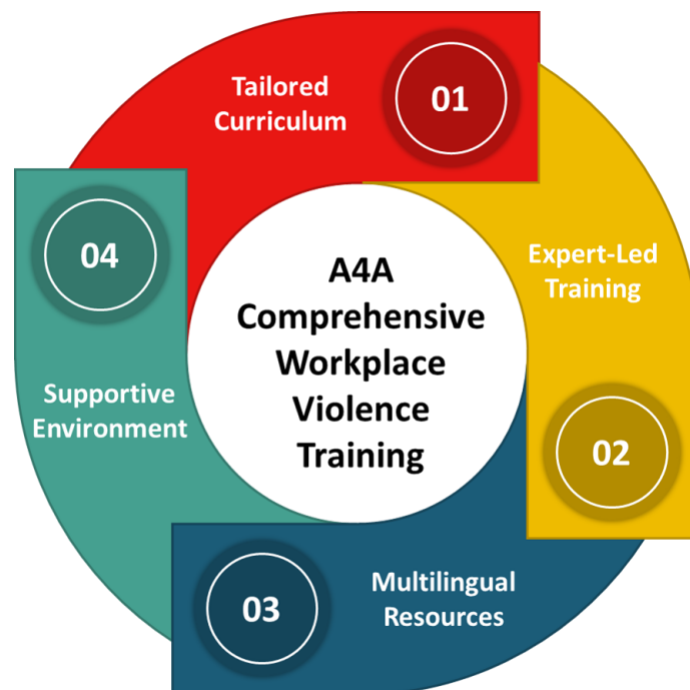 Tailored
Curriculum
01
Expert-Led
Training
02
Multilingual
Resources
03
Supportive
Environment
04
A4A
Comprehensive
Workplace
Violence
Training